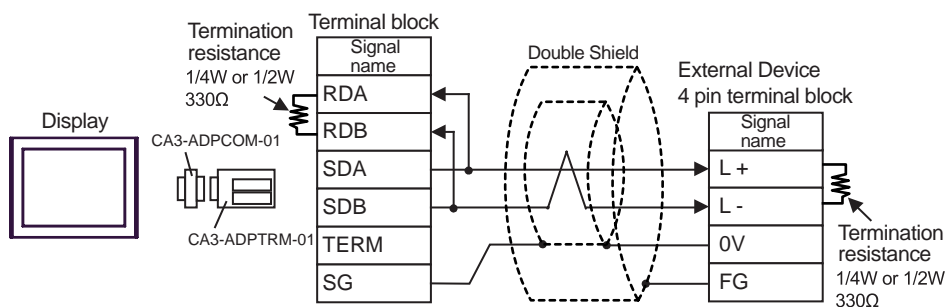 Display
CA3-ADPCOM-01
CA3-ADPTRM-01
Termination
resistance
1/4W or 1/2W
330Ω
Terminal block
Signal
name
RDA
RDB
SDA
SDB
TERM
SG
Double Shield
External Device
4 pin terminal block
Signal
name
L +
L -
0V
FG
Termination
resistance
1/4W or 1/2W
330Ω